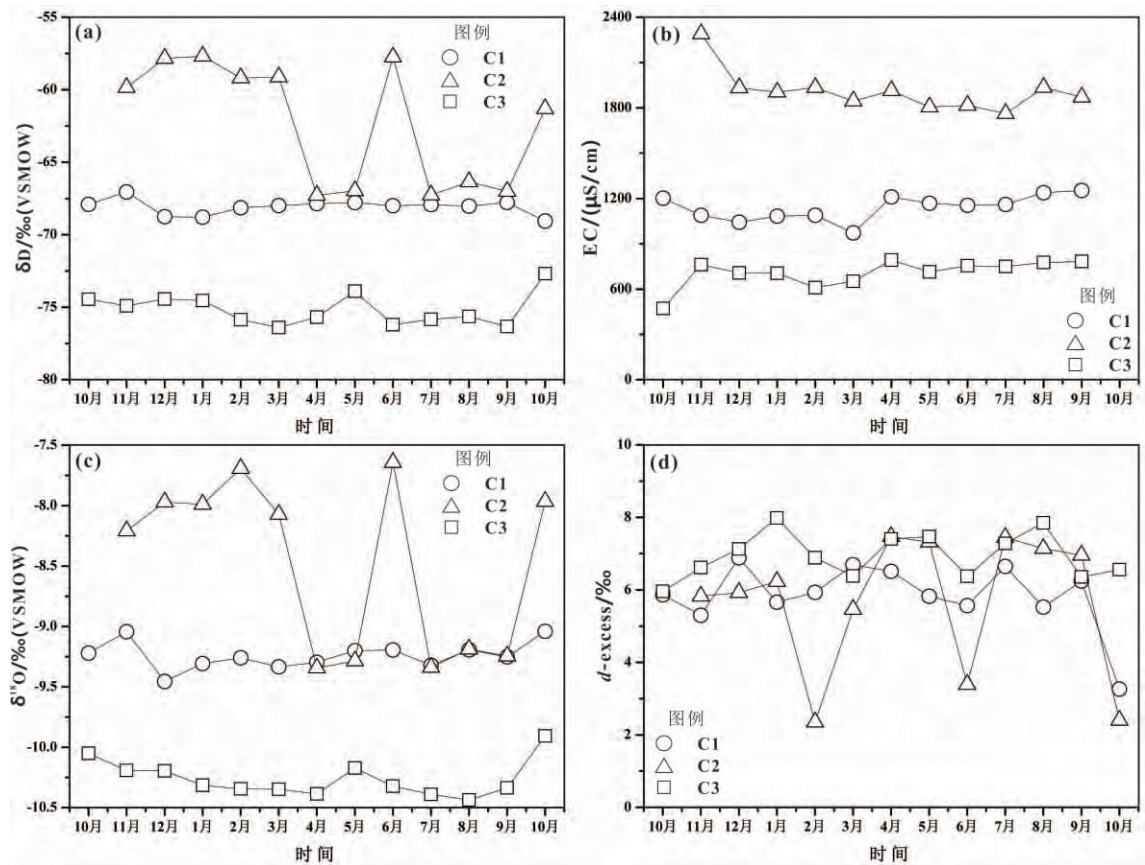 (a)
图例
C1
C2
C3
δD/‰(VSMOW)
-55
-60
-65
-70
-75
-80
10月 11月 12月 1月 2月 3月 4月 5月 6月 7月 8月 9月 10月
时间
(b)
EC/(μS/cm)
2400
1800
1200
600
0
图例
C1
C2
C3
10月 11月 12月 1月 2月 3月 4月 5月 6月 7月 8月 9月 10月
时间
(c)
图例
C1
C2
C3
δ¹⁸O/‰(VSMOW)
-7.5
-8.0
-8.5
-9.0
-9.5
-10.0
-10.5
10月 11月 12月 1月 2月 3月 4月 5月 6月 7月 8月 9月 10月
时间
(d)
d-excess/‰
10
8
6
4
2
0
图例
C1
C2
C3
10月 11月 12月 1月 2月 3月 4月 5月 6月 7月 8月 9月 10月
时间